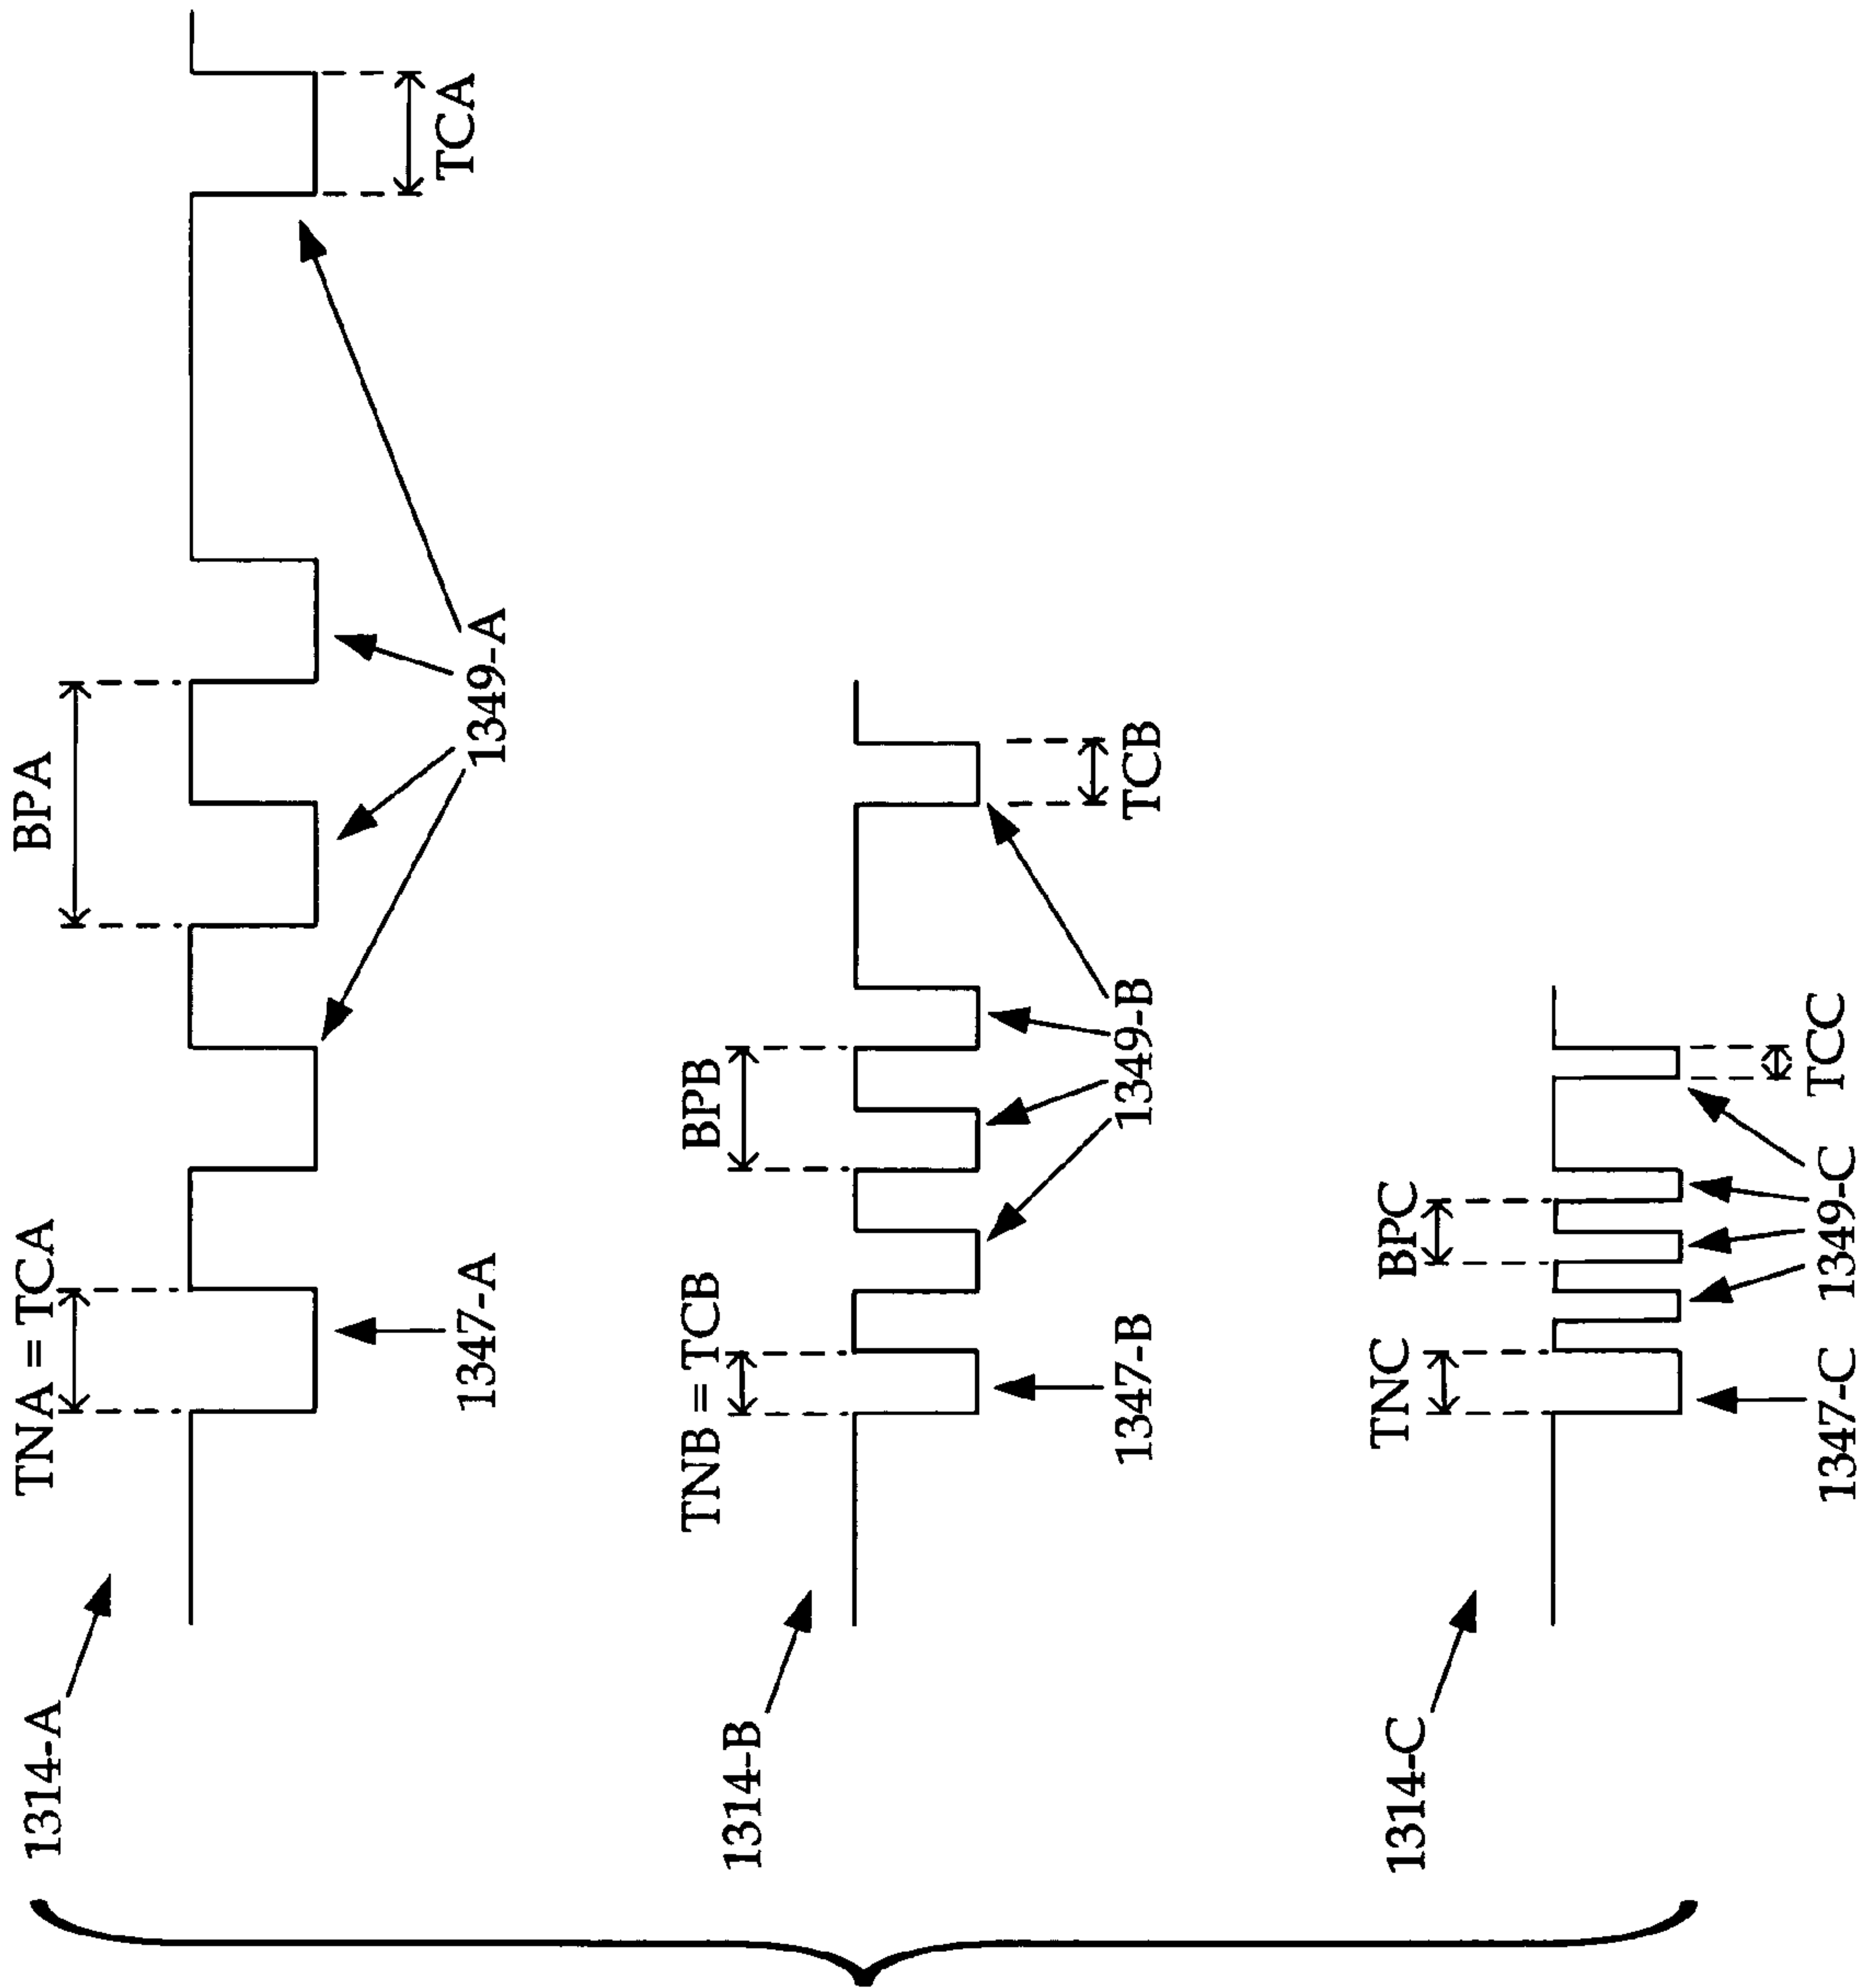 1314-A
TNA = TCA
BPA
1347-A
1349-A
TCA
1314-B
TNB = TCB
BPB
1347-B
1349-B
TCB
1314-C
TNC
BPC
1347-C
1349-C
TCC